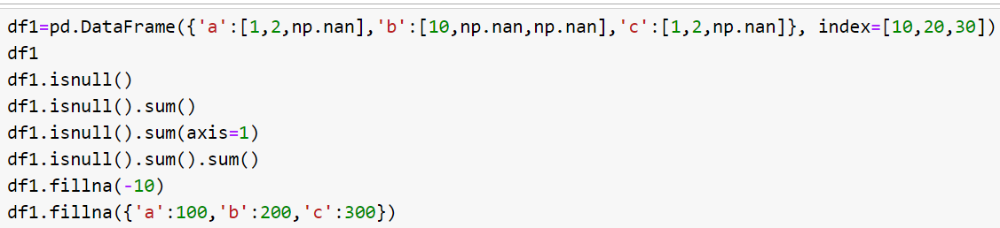 df1=pd.DataFrame({'a':[1,2,np.nan],'b':[10,np.nan,np.nan],'c':[1,2,np.nan]}, index=[10,20,30])
df1
df1.isnull()
df1.isnull().sum()
df1.isnull().sum(axis=1)
df1.isnull().sum().sum()
df1.fillna(-10)
df1.fillna({'a':100,'b':200,'c':300})